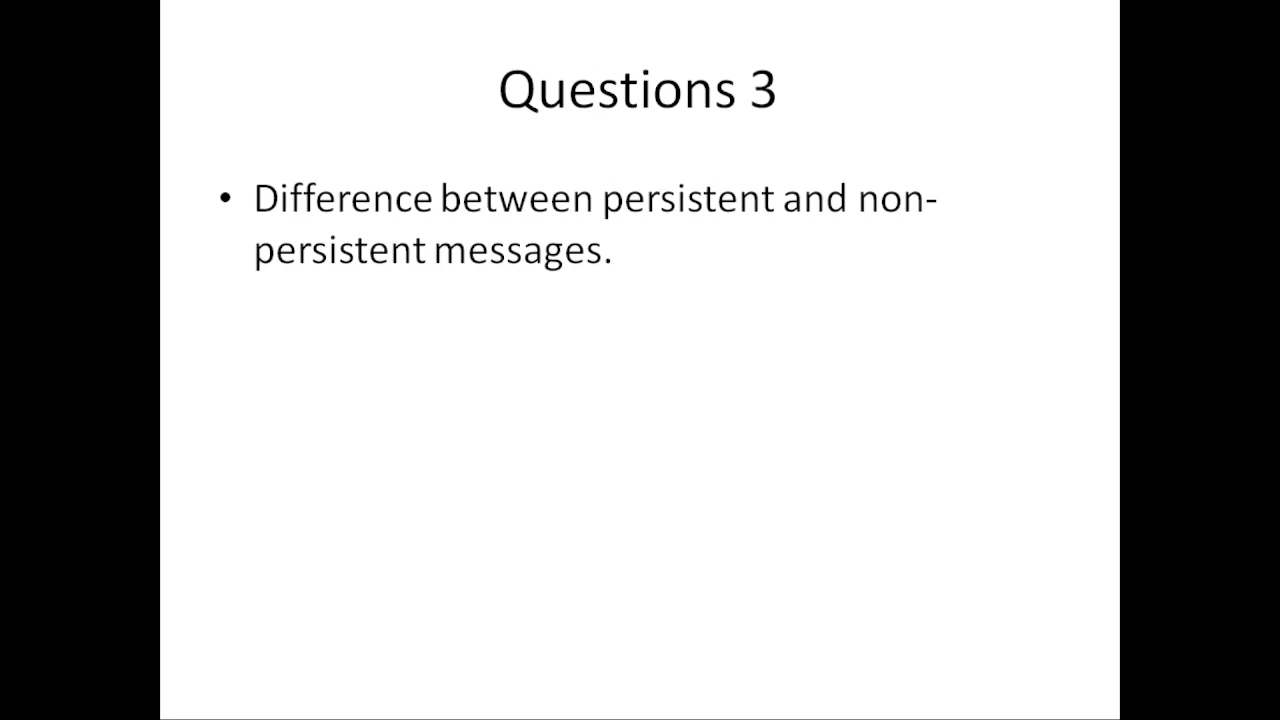 Questions 3
• Difference between persistent and non-
persistent messages.